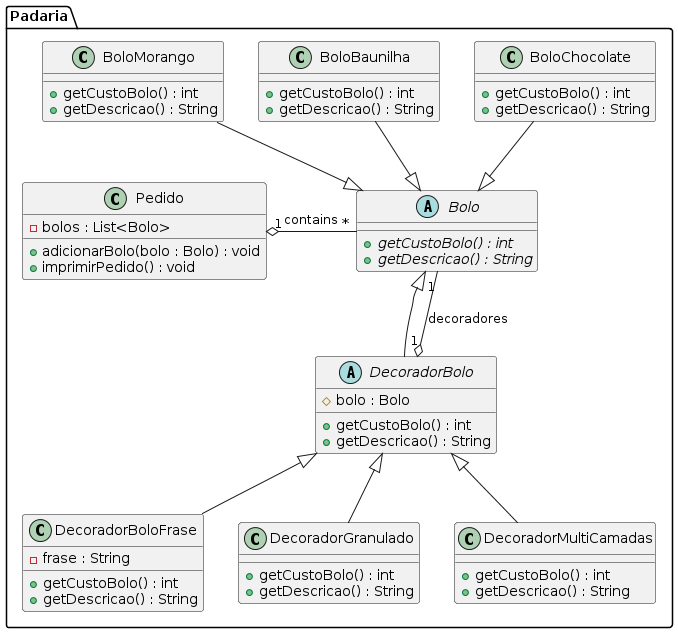 Padaria
C BoloMorango
getCustoBolo() : int
getDescricao() : String
C BoloBaunilha
getCustoBolo() : int
getDescricao() : String
C BoloChocolate
getCustoBolo() : int
getDescricao() : String
C Pedido
bolos : List<Bolo>
adicionarBolo(bolo : Bolo) : void
imprimirPedido() : void
1 contains *
A Bolo
getCustoBolo() : int
getDescricao() : String
1
decoradores
1
A DecoradorBolo
bolo : Bolo
getCustoBolo() : int
getDescricao() : String
C DecoradorBoloFrase
frase : String
getCustoBolo() : int
getDescricao() : String
C DecoradorGranulado
getCustoBolo() : int
getDescricao() : String
C DecoradorMultiCamadas
getCustoBolo() : int
getDescricao() : String